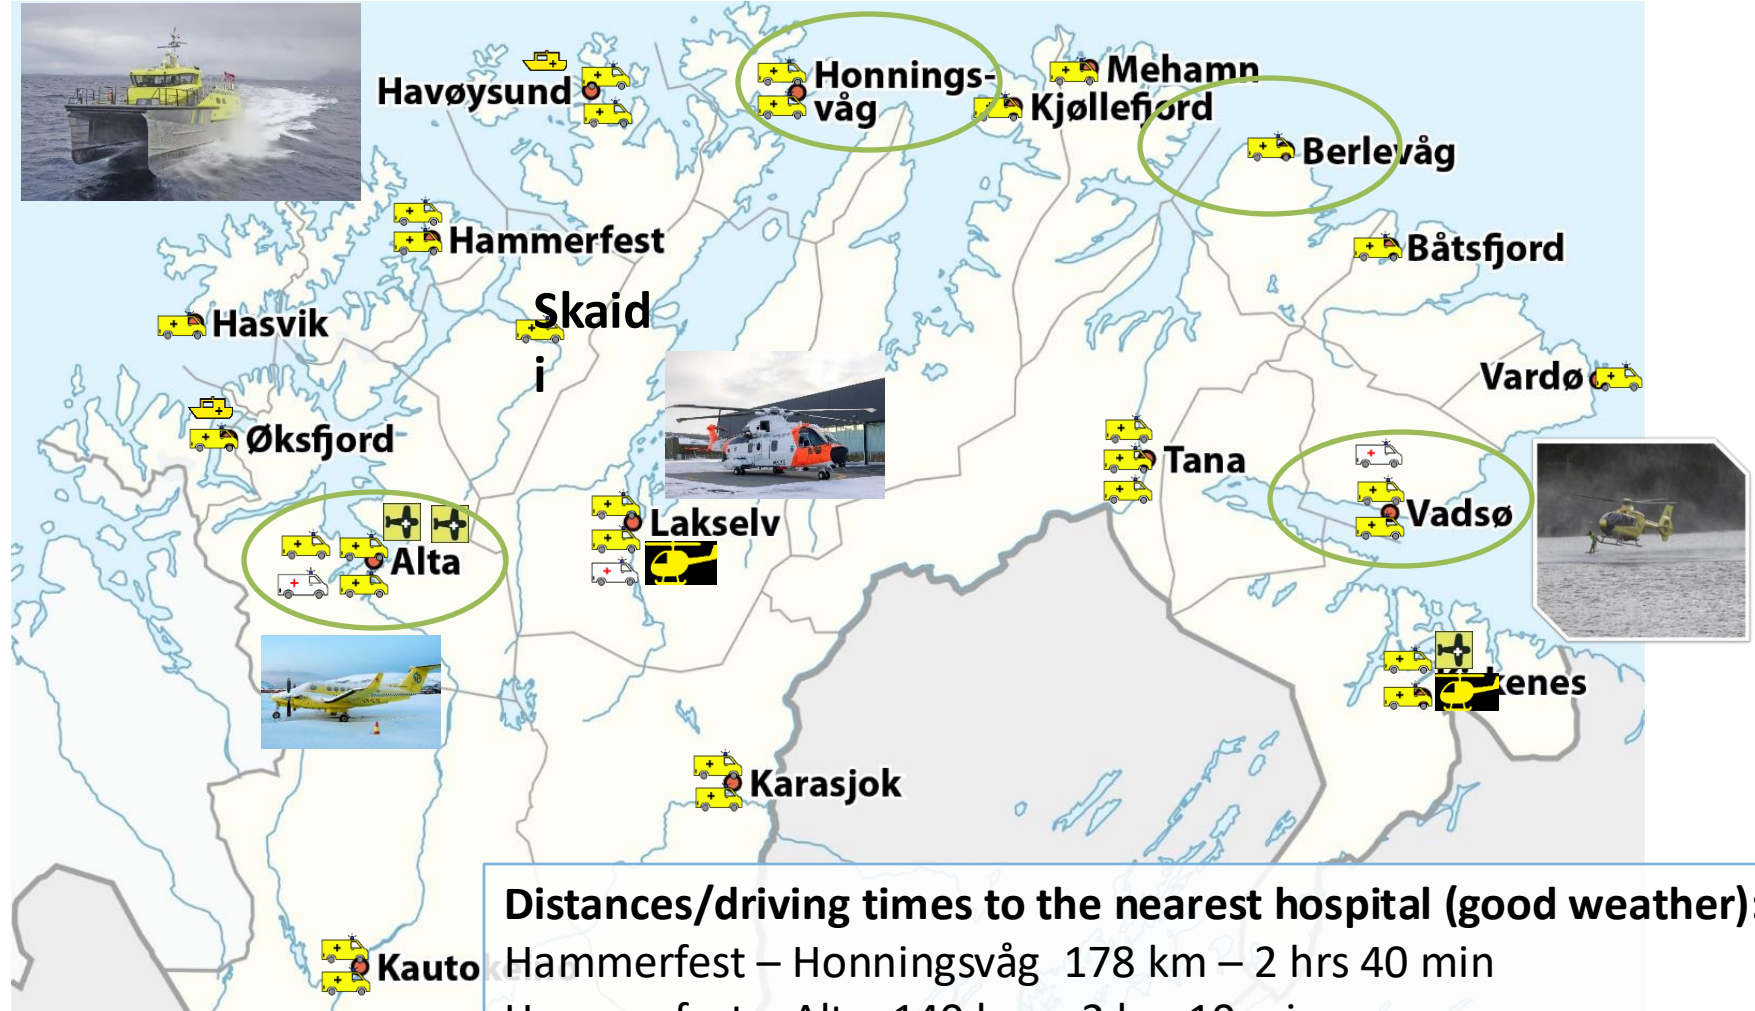 Havøysund
Honnings-
våg
Mehamn
Kjøllefjord
Berlevåg
Hammerfest
Båtsfjord
Skaid
i
Hasvik
Vardø
Øksfjord
Tana
Lakselv
Vadsø
Alta
kenes
Karasjok
Distances/driving times to the nearest hospital (good weather):
Hammerfest – Honningsvåg 178 km – 2 hrs 40 min
Kauto